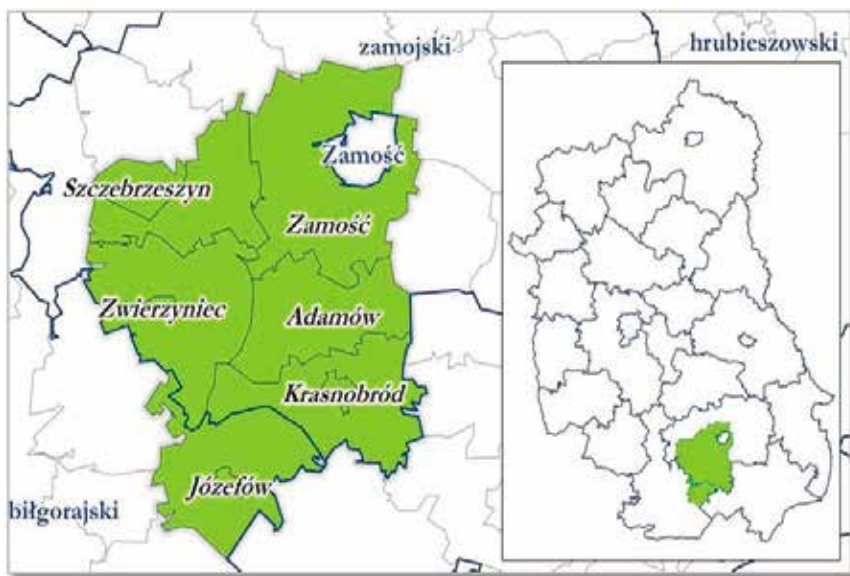 zamojski
hrubieszowski
Zamość
Szczebrzeszyn
Zamość
Zwierzyniec
Adamów
Krasnobród
Józefów
biłgorajski